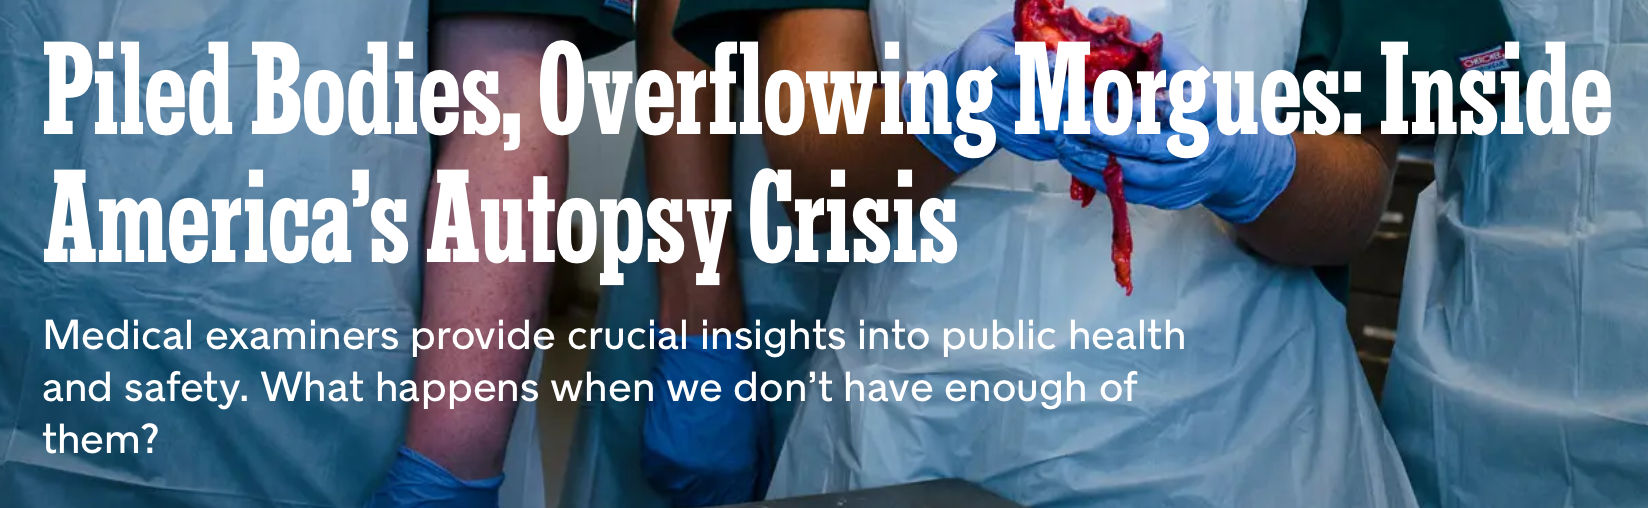 Piled Bodies, Overflowing Morgues: Inside
America’s Autopsy Crisis
Medical examiners provide crucial insights into public health
and safety. What happens when we don’t have enough of
them?
CHEROKEE